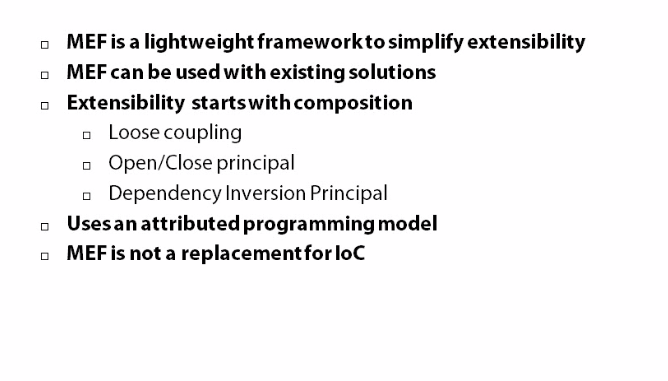 MEF is a lightweight framework to simplify extensibility
MEF can be used with existing solutions
Extensibility starts with composition
Loose coupling
Open/Close principal
Dependency Inversion Principal
Uses an attributed programming model
MEF is not a replacement for IoC